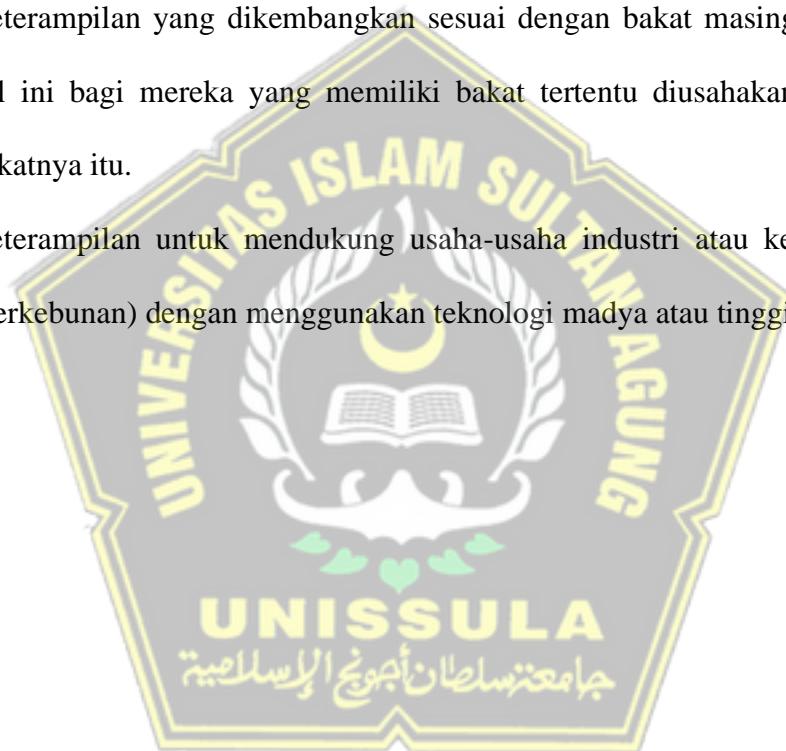 eterampilan yang dikembangkan sesuai dengan bakat masing
l ini bagi mereka yang memiliki bakat tertentu diusahakan
katnya itu.
eterampilan untuk mendukung usaha-usaha industri atau ke
erkebunan) dengan menggunakan teknologi madya atau tinggi
UNIVERSITAS ISLAM SULTAN AGUNG
UNISSULA
جامعة سلطان أجونج الإسلامية